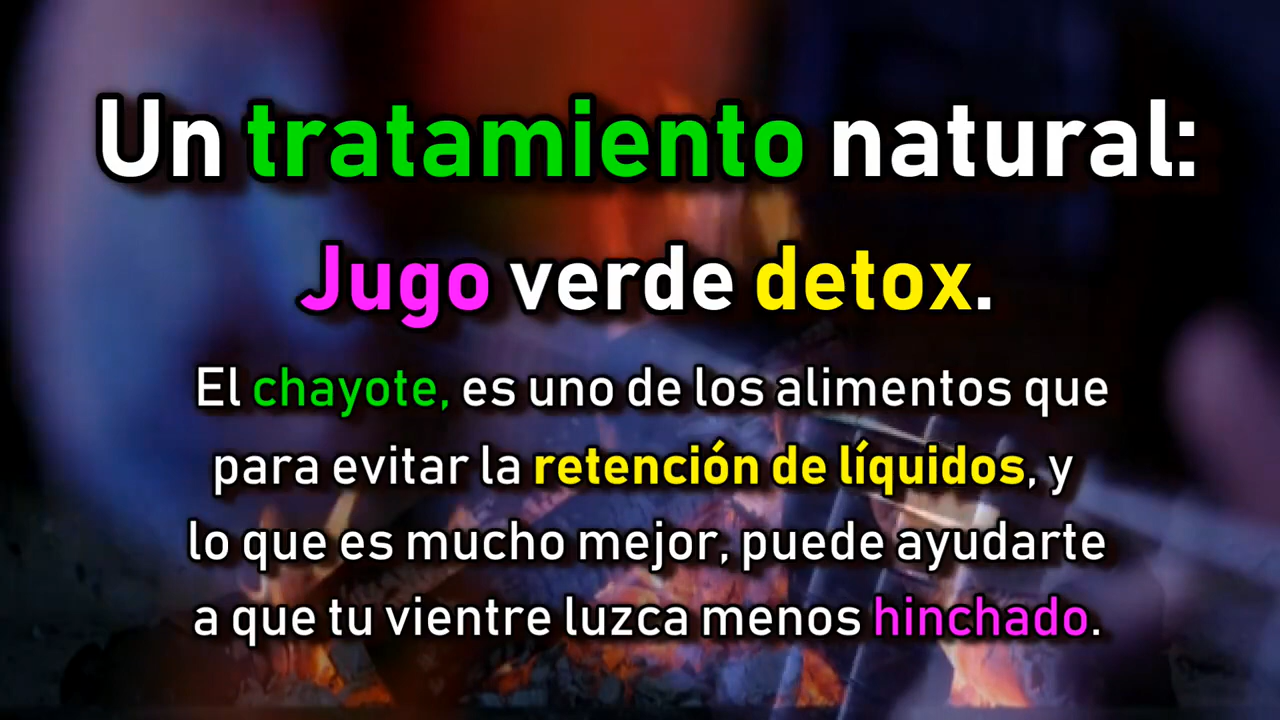 Un tratamiento natural:
Jugo verde detox.
El chayote, es uno de los alimentos que
para evitar la retención de líquidos, y
lo que es mucho mejor, puede ayudarte
a que tu vientre luzca menos hinchado.